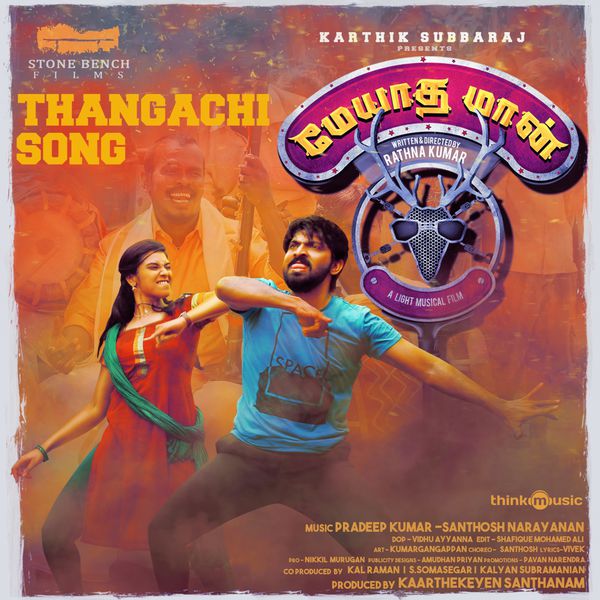 STONE BENCH
FILMS
KARTHIK SUBBARAJ
PRESENTS
THANGACHI
SONG
மேயாத மான்
WRITTEN & DIRECTED BY
RATHNA KUMAR
A LIGHT MUSICAL FILM
SPACE
think music
MUSIC PRADEEP KUMAR - SANTHOSH NARAYANAN
DOP - VIDHU AYYANNA EDIT - SHAFIQUE MOHAMED ALI
ART - KUMARGANGAPPAN CHOREO - SANTHOSH LYRICS - VIVEK
PRO - NIKKIL MURUGAN PUBLICITY DESIGNS - AMUDHAN PRIYAN PROMOTIONS - PAVAN NARENDRA
CO PRODUCED BY KAL RAMAN | S.SOMASEGAR | KALYAN SUBRAMANIAN
PRODUCED BY KAARTHEKEYEN SANTHANAM